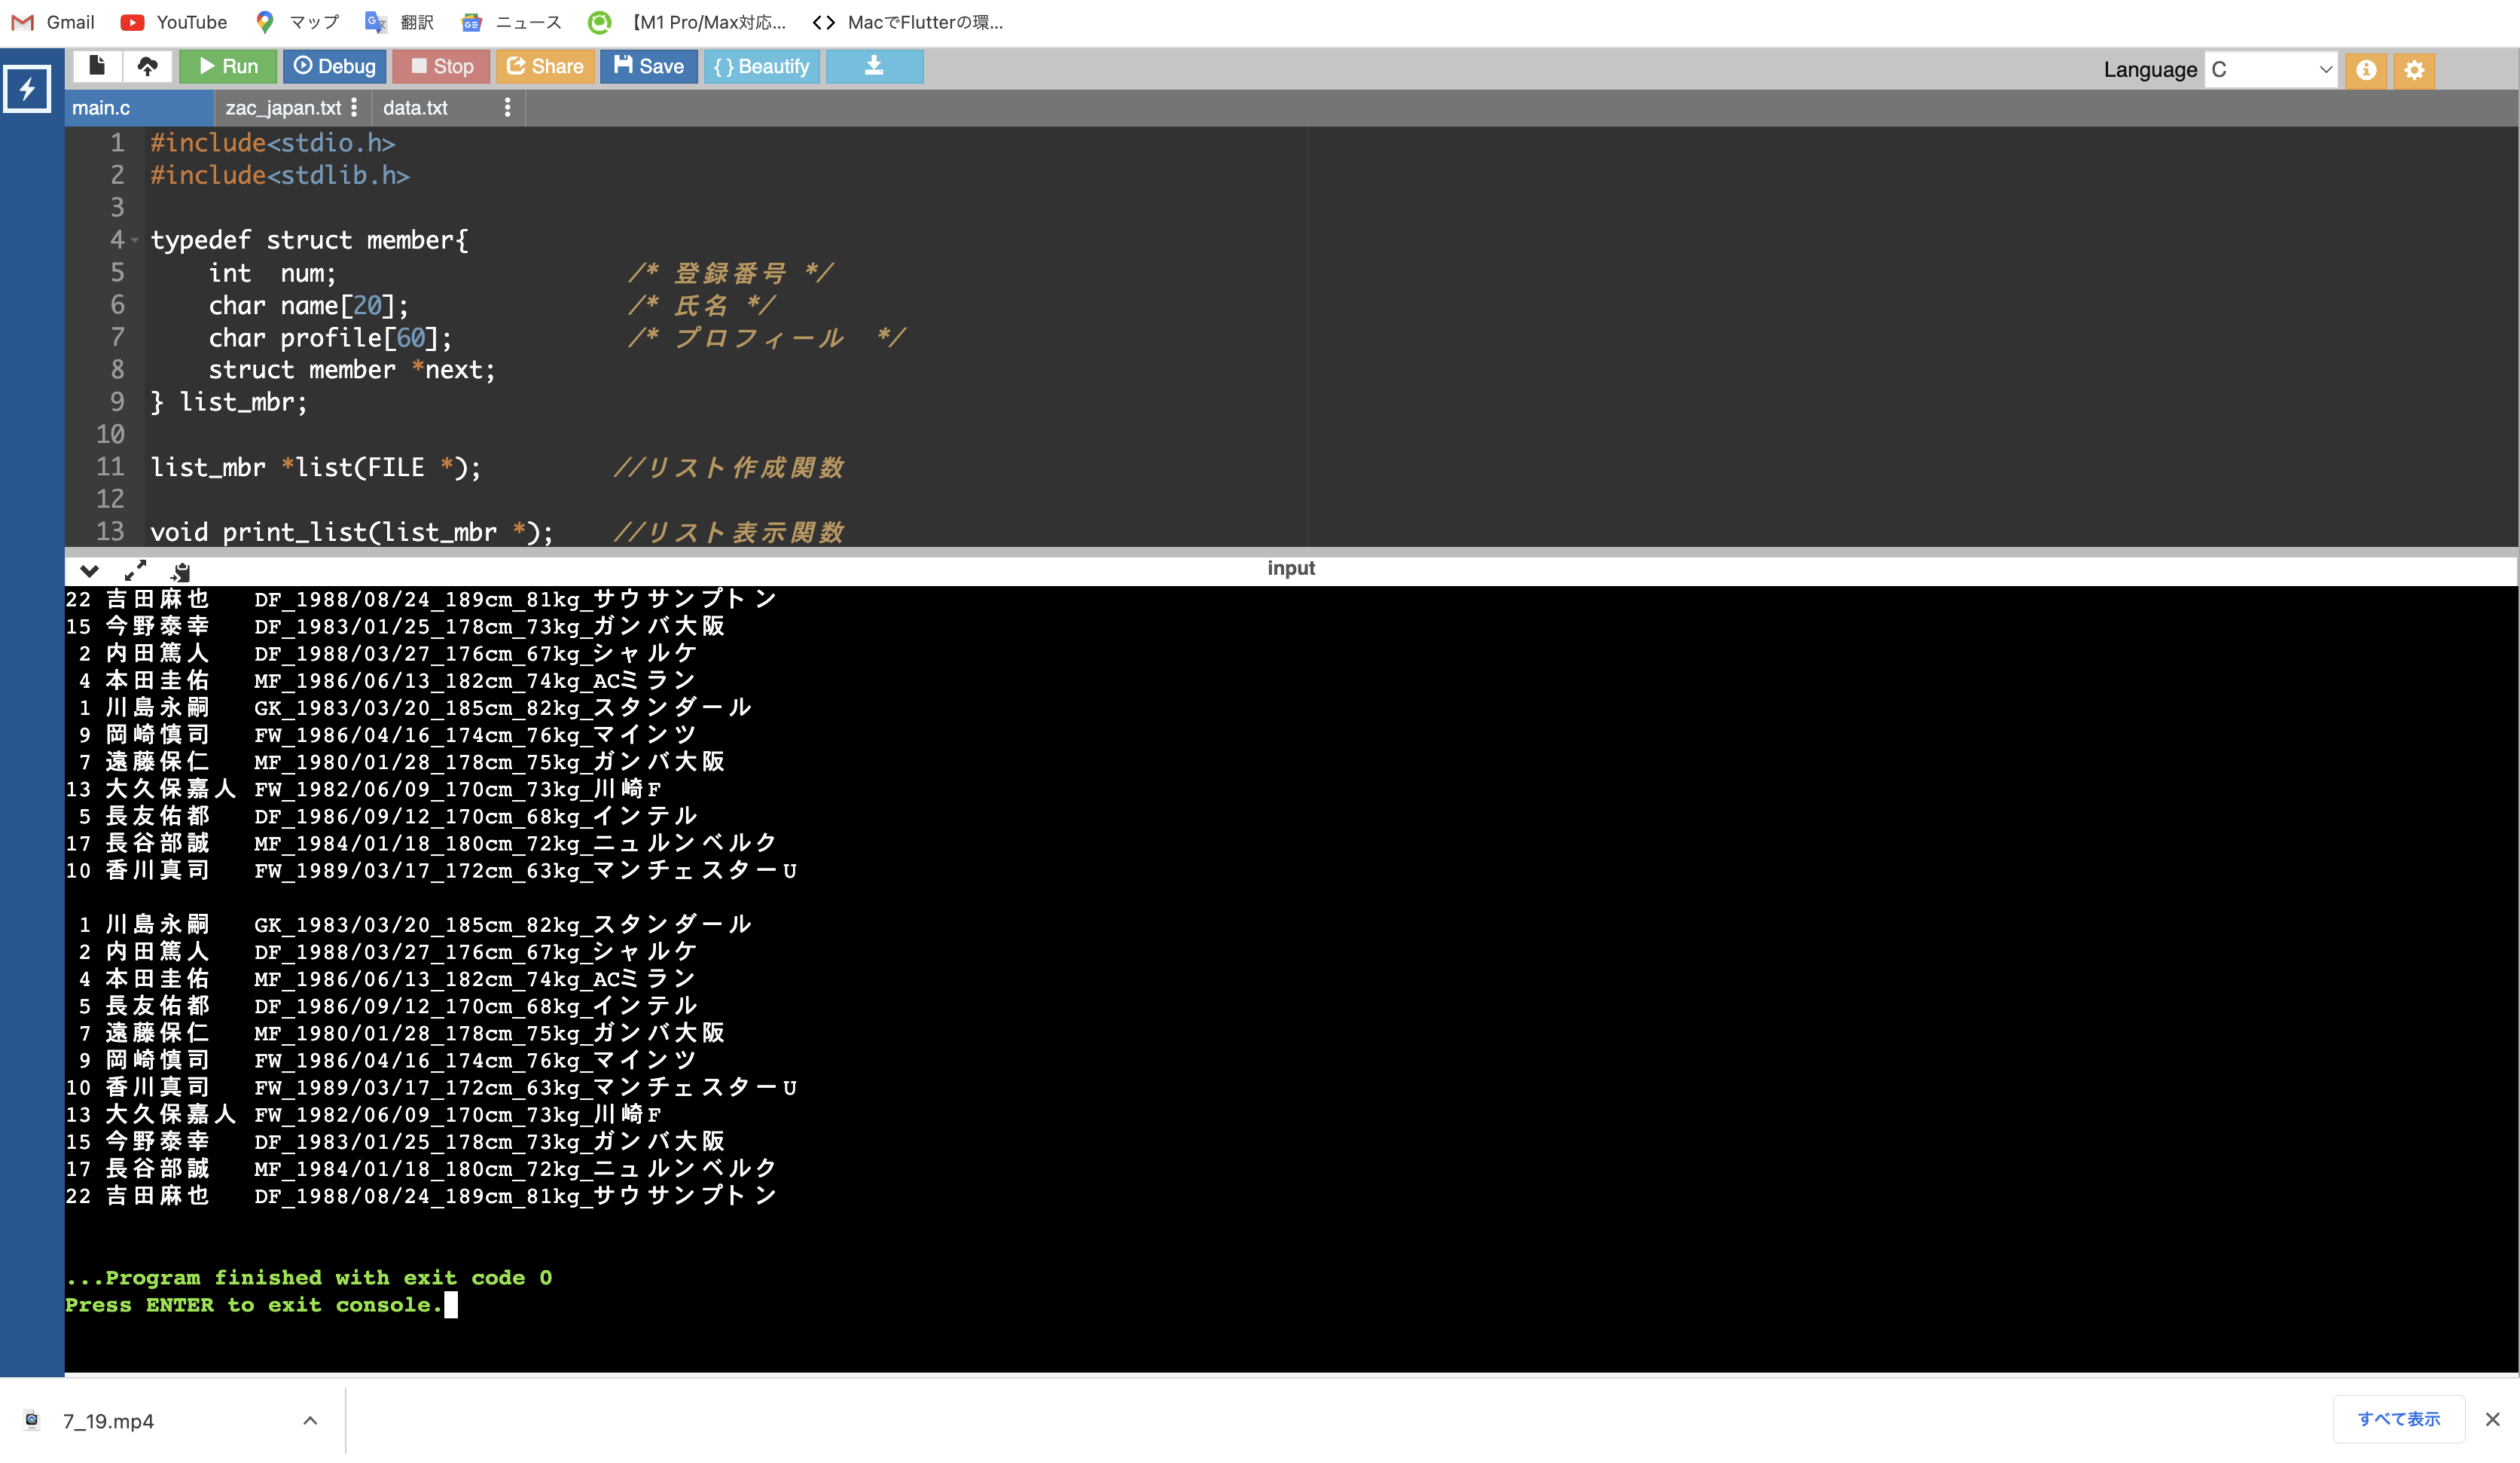 Gmail YouTube マップ 翻訳 ニュース 【M1 Pro/Max対応... MacでFlutterの環...
Run Debug Stop Share Save { } Beautify Language C
main.c zac_japan.txt data.txt
1 #include<stdio.h>
2 #include<stdlib.h>
3
4 typedef struct member{
5 int num; /* 登録番号 */
6 char name[20]; /* 氏名 */
7 char profile[60]; /* プロフィール */
8 struct member *next;
9 } list_mbr;
10
11 list_mbr *list(FILE *); //リスト作成関数
12
13 void print_list(list_mbr *); //リスト表示関数
input
22 吉田麻也 DF_1988/08/24_189cm_81kg_サウサンプトン
15 今野泰幸 DF_1983/01/25_178cm_73kg_ガンバ大阪
2 内田篤人 DF_1988/03/27_176cm_67kg_シャルケ
4 本田圭佑 MF_1986/06/13_182cm_74kg_ACミラン
1 川島永嗣 GK_1983/03/20_185cm_82kg_スタンダール
9 岡崎慎司 FW_1986/04/16_174cm_76kg_マインツ
7 遠藤保仁 MF_1980/01/28_178cm_75kg_ガンバ大阪
13 大久保嘉人 FW_1982/06/09_170cm_73kg_川崎F
5 長友佑都 DF_1986/09/12_170cm_68kg_インテル
17 長谷部誠 MF_1984/01/18_180cm_72kg_ニュルンベルク
10 香川真司 FW_1989/03/17_172cm_63kg_マンチェスターU
1 川島永嗣 GK_1983/03/20_185cm_82kg_スタンダール
2 内田篤人 DF_1988/03/27_176cm_67kg_シャルケ
4 本田圭佑 MF_1986/06/13_182cm_74kg_ACミラン
5 長友佑都 DF_1986/09/12_170cm_68kg_インテル
7 遠藤保仁 MF_1980/01/28_178cm_75kg_ガンバ大阪
9 岡崎慎司 FW_1986/04/16_174cm_76kg_マインツ
10 香川真司 FW_1989/03/17_172cm_63kg_マンチェスターU
13 大久保嘉人 FW_1982/06/09_170cm_73kg_川崎F
15 今野泰幸 DF_1983/01/25_178cm_73kg_ガンバ大阪
17 長谷部誠 MF_1984/01/18_180cm_72kg_ニュルンベルク
22 吉田麻也 DF_1988/08/24_189cm_81kg_サウサンプトン
...Program finished with exit code 0
Press ENTER to exit console.
7_19.mp4 すべて表示